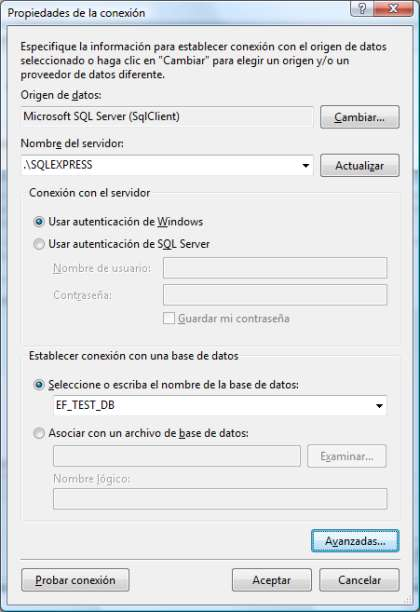 Propiedades de la conexión
Especifique la información para establecer conexión con el origen de datos
seleccionado o haga clic en "Cambiar" para elegir un origen y/o un
proveedor de datos diferente.
Origen de datos:
Microsoft SQL Server (SqlClient)
Cambiar...
Nombre del servidor:
.\SQLEXPRESS
Actualizar
Conexión con el servidor
Usar autenticación de Windows
Usar autenticación de SQL Server
Nombre de usuario:
Contraseña:
Guardar mi contraseña
Establecer conexión con una base de datos
Seleccione o escriba el nombre de la base de datos:
EF_TEST_DB
Asociar con un archivo de base de datos:
Examinar...
Nombre lógico:
Avanzadas...
Probar conexión
Aceptar
Cancelar